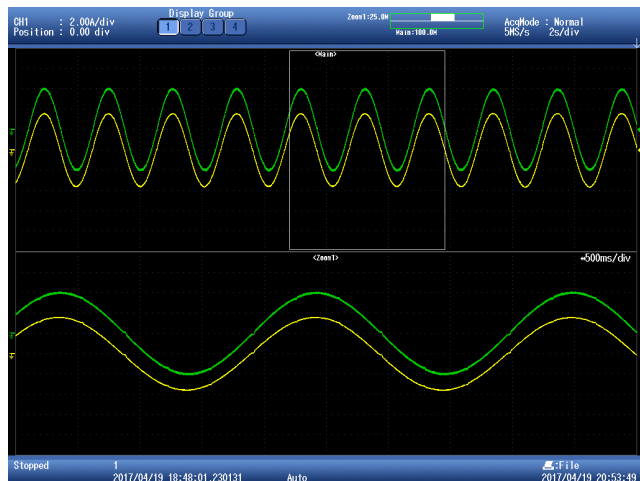 CH1 : 2.00A/div
Position : 0.00 div
Display Group
1 2 3 4
Zoom1:25.0M
Main:100.0M
AcqMode : Normal
5MS/s 2s/div
<Main>
<Zoom1>
500ms/div
Stopped
1
2017/04/19 18:48:01.230131
Auto
:File
2017/04/19 20:53:49